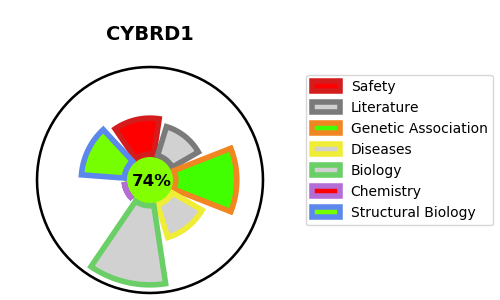 CYBRD1
74%
Safety
Literature
Genetic Association
Diseases
Biology
Chemistry
Structural Biology